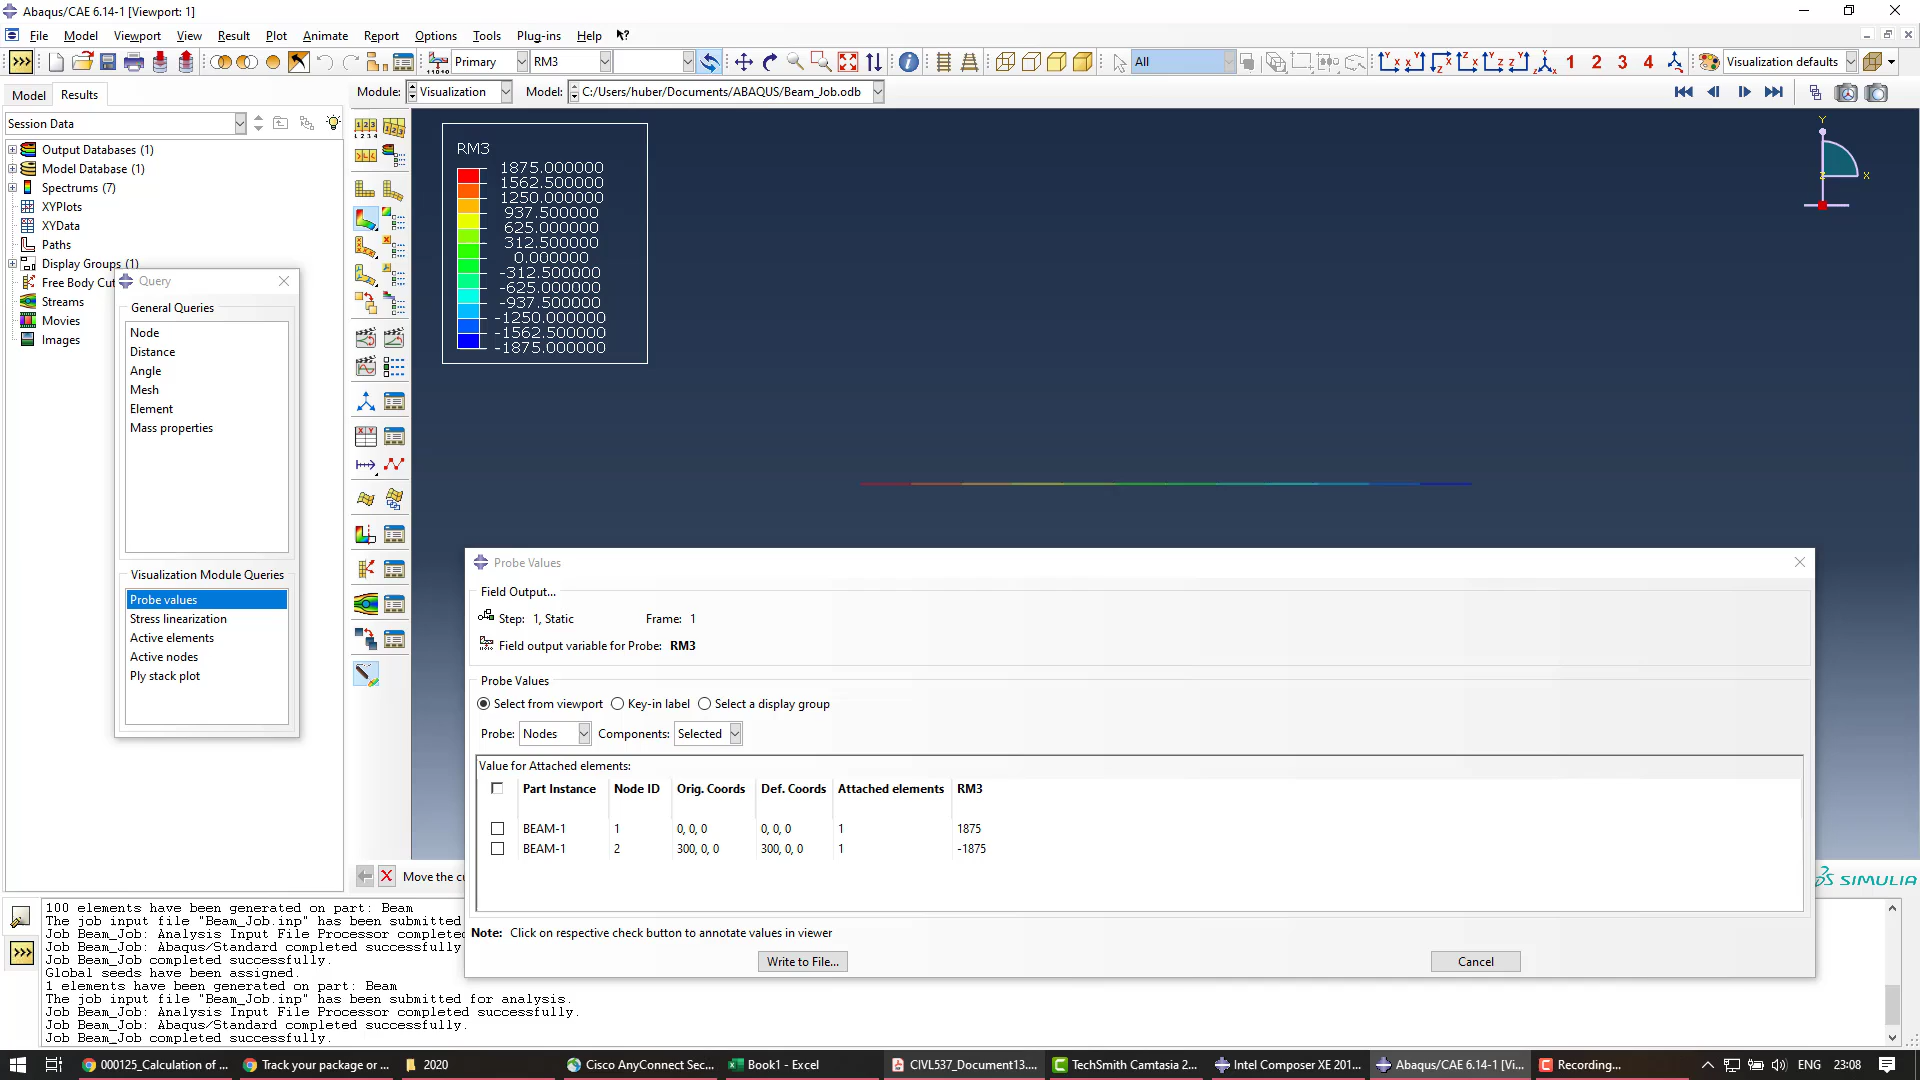 Abaqus/CAE 6.14-1 [Viewport: 1]
File Model Viewport View Result Plot Animate Report Options Tools Plug-ins Help
Primary RM3 All 1 2 3 4 Visualization defaults
Model Results Module: Visualization Model: C:/Users/huber/Documents/ABAQUS/Beam_Job.odb
Session Data
Output Databases (1)
Model Database (1)
Spectrums (7)
XYPlots
XYData
Paths
Display Groups (1)
Free Body Cut
Streams
Movies
Images
Query
General Queries
Node
Distance
Angle
Mesh
Element
Mass properties
Visualization Module Queries
Probe values
Stress linearization
Active elements
Active nodes
Ply stack plot
RM3
1875.000000
1562.500000
1250.000000
937.500000
625.000000
312.500000
0.000000
-312.500000
-625.000000
-937.500000
-1250.000000
-1562.500000
-1875.000000
Y
Z X
Probe Values
Field Output...
Step: 1, Static Frame: 1
Field output variable for Probe: RM3
Probe Values
Select from viewport Key-in label Select a display group
Probe: Nodes Components: Selected
Value for Attached elements:
Part Instance Node ID Orig. Coords Def. Coords Attached elements RM3
BEAM-1 1 0, 0, 0 0, 0, 0 1 1875
BEAM-1 2 300, 0, 0 300, 0, 0 1 -1875
Note: Click on respective check button to annotate values in viewer
Write to File... Cancel
Move the cu
SIMULIA
100 elements have been generated on part: Beam
The job input file "Beam_Job.inp" has been submitted
Job Beam_Job: Analysis Input File Processor complete
Job Beam_Job: Abaqus/Standard completed successfully
Job Beam_Job completed successfully.
Global seeds have been assigned.
1 elements have been generated on part: Beam
The job input file "Beam_Job.inp" has been submitted for analysis.
Job Beam_Job: Analysis Input File Processor completed successfully.
Job Beam_Job: Abaqus/Standard completed successfully.
Job Beam_Job completed successfully.
000125_Calculation of ... Track your package or ... 2020 Cisco AnyConnect Sec... Book1 - Excel CIVL537_Document13.... TechSmith Camtasia 2... Intel Composer XE 201... Abaqus/CAE 6.14-1 [Vi... Recording... ENG 23:08